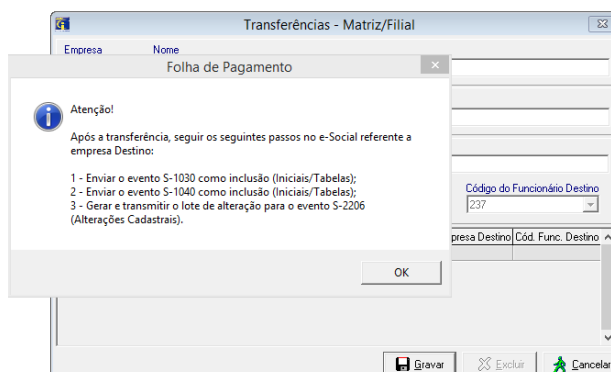 Transferências - Matriz/Filial
Empresa Nome
Folha de Pagamento
Atenção!
Após a transferência, seguir os seguintes passos no e-Social referente a
empresa Destino:
1 - Enviar o evento S-1030 como inclusão (Iniciais/Tabelas);
2 - Enviar o evento S-1040 como inclusão (Iniciais/Tabelas);
3 - Gerar e transmitir o lote de alteração para o evento S-2206
(Alterações Cadastrais).
OK
Código do Funcionário Destino
237
Destino Cód. Func. Destino
Gravar Excluir Cancelar